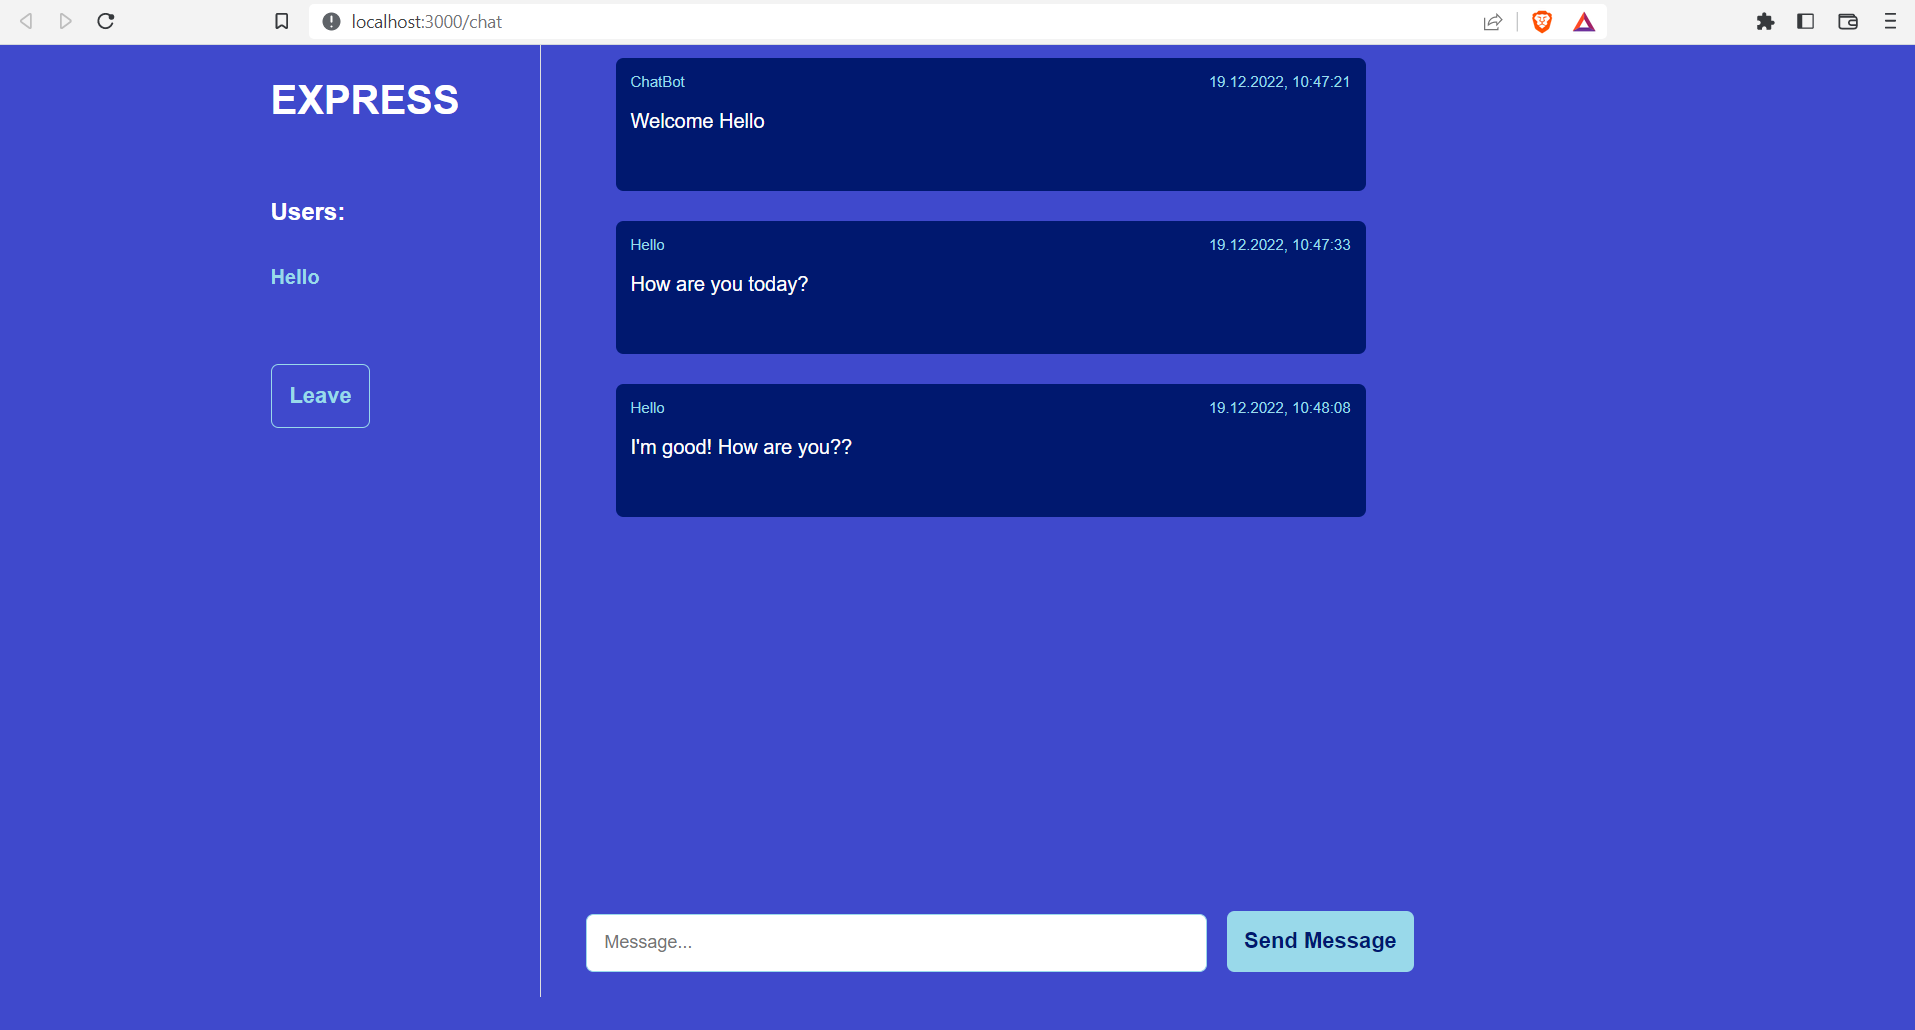 localhost:3000/chat
EXPRESS
Users:
Hello
Leave
ChatBot 19.12.2022, 10:47:21
Welcome Hello
Hello 19.12.2022, 10:47:33
How are you today?
Hello 19.12.2022, 10:48:08
I'm good! How are you??
Message...
Send Message